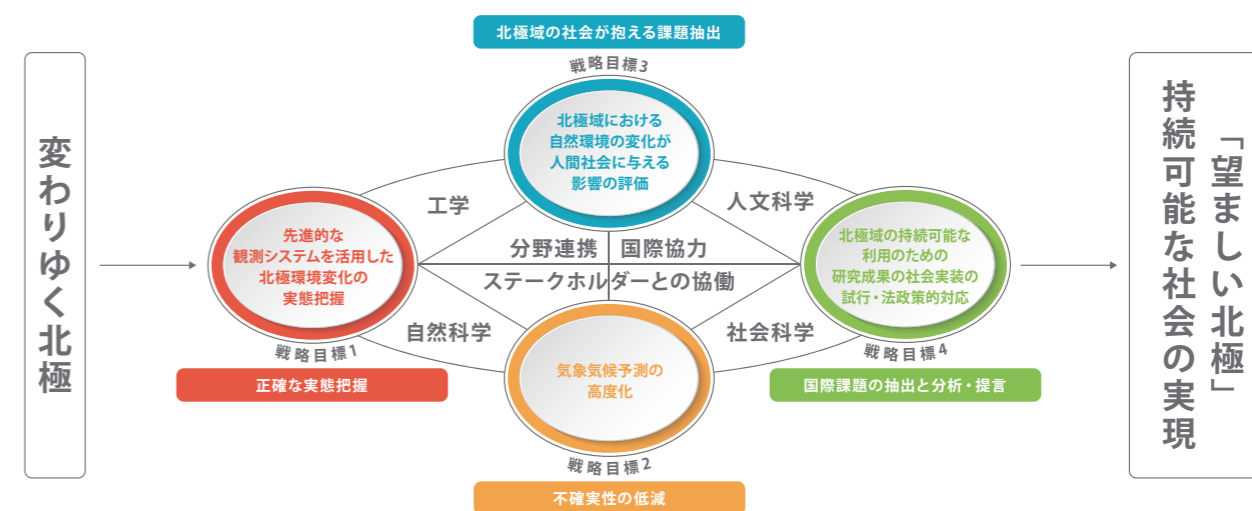 変わりゆく北極
北極域の社会が抱える課題抽出
戦略目標3
北極域における
自然環境の変化が
人間社会に与える
影響の評価
工学
人文科学
先進的な
観測システムを活用した
北極環境変化の
実態把握
戦略目標1
正確な実態把握
分野連携
国際協力
ステークホルダーとの協働
自然科学
社会科学
北極域の持続可能な
利用のための
研究成果の社会実装の
試行・法政策的対応
戦略目標4
国際課題の抽出と分析・提言
気象気候予測の
高度化
戦略目標2
不確実性の低減
「望ましい北極」
持続可能な社会の実現